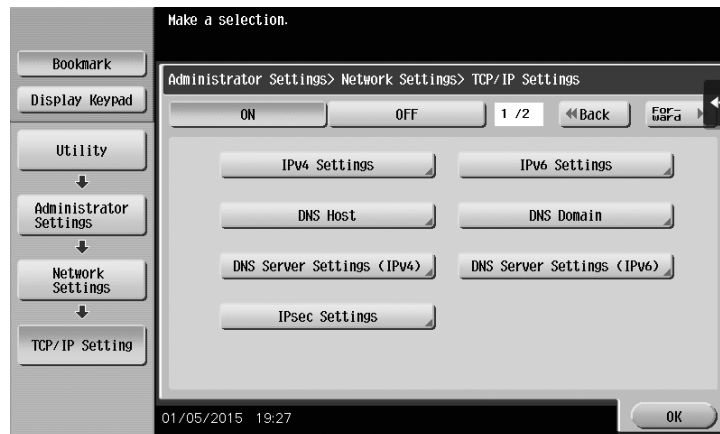 Make a selection.
Bookmark
Display Keypad
Utility
Administrator
Settings
Network
Settings
TCP/IP Setting
Administrator Settings> Network Settings> TCP/IP Settings
ON
OFF
1 /2
Back
For-
ward
IPv4 Settings
IPv6 Settings
DNS Host
DNS Domain
DNS Server Settings (IPv4)
DNS Server Settings (IPv6)
IPsec Settings
01/05/2015 19:27
OK